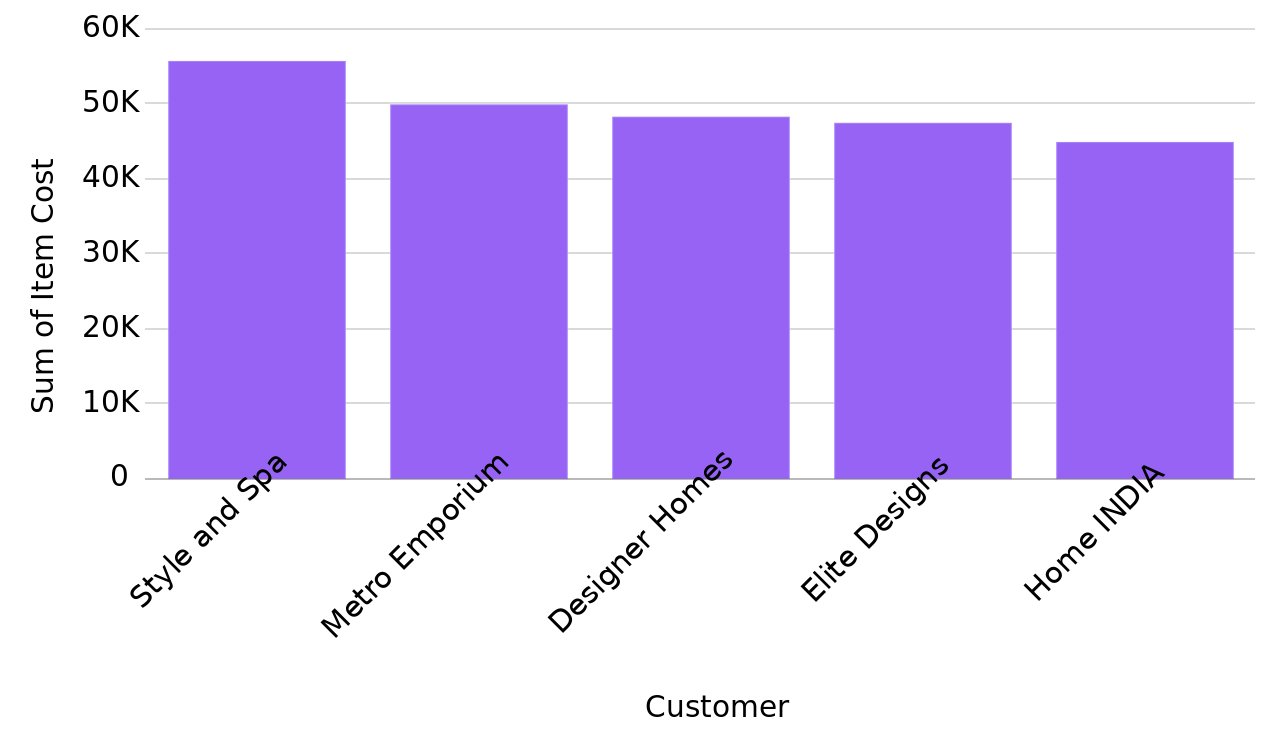 60K
50K
40K
30K
20K
10K
0
Sum of Item Cost
Style and Spa
Metro Emporium
Designer Homes
Elite Designs
Home INDIA
Customer